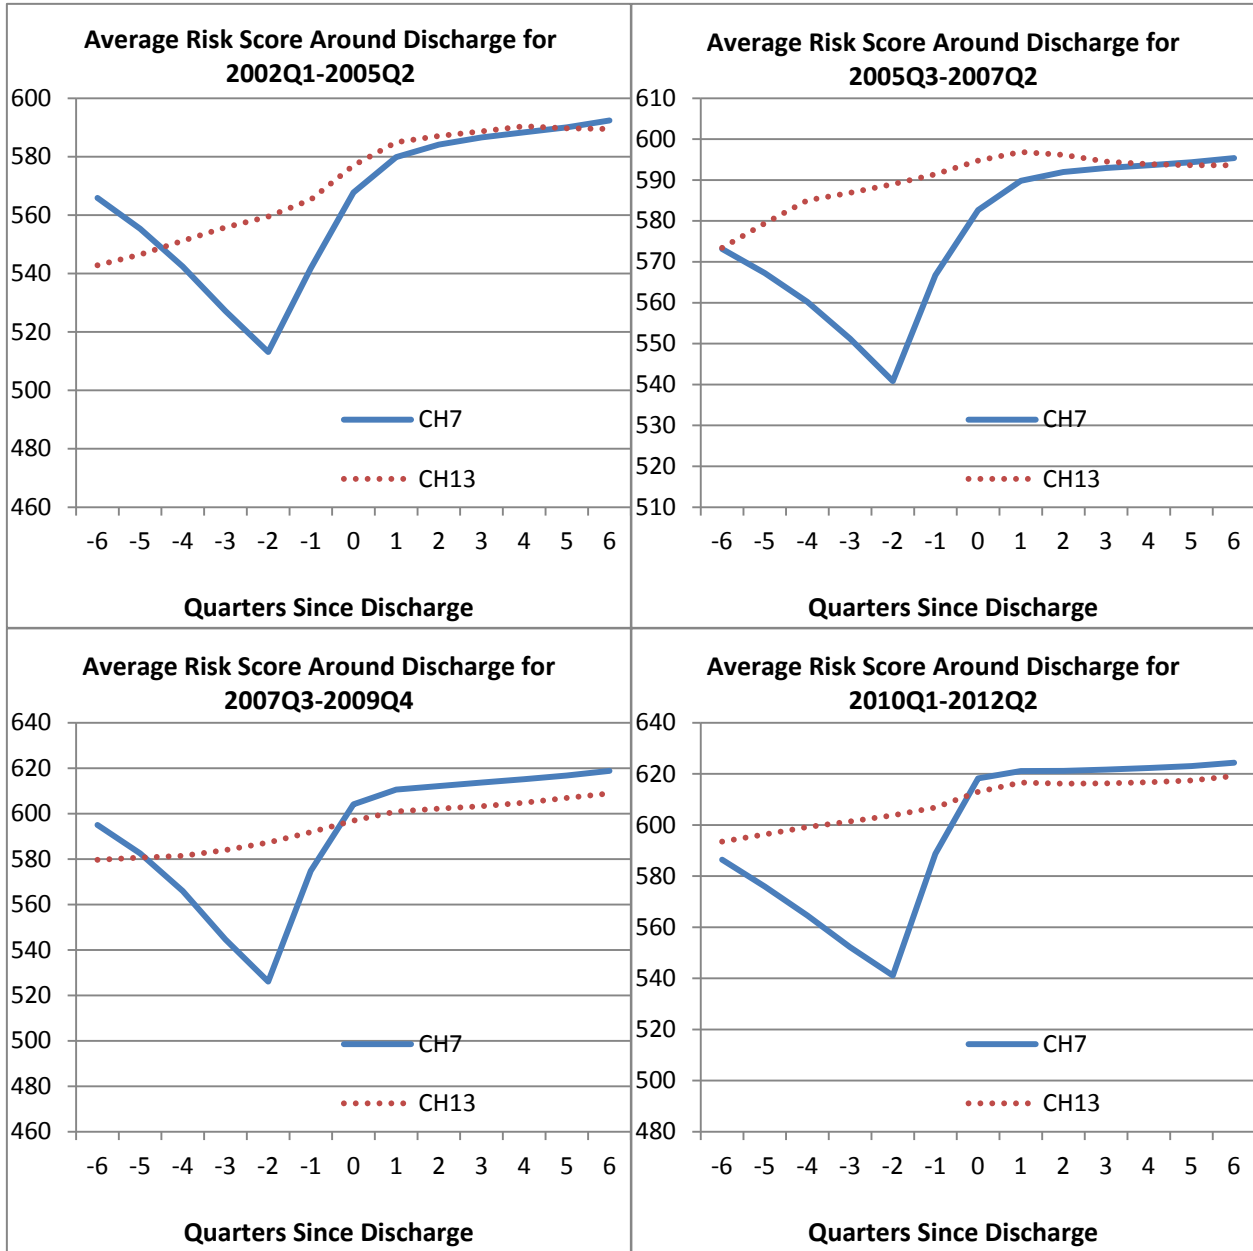 Average Risk Score Around Discharge for
2002Q1-2005Q2
600
580
560
540
520
500
480
460
CH7
CH13
-6 -5 -4 -3 -2 -1 0 1 2 3 4 5 6
Quarters Since Discharge
Average Risk Score Around Discharge for
2005Q3-2007Q2
610
600
590
580
570
560
550
540
530
520
510
CH7
CH13
-6 -5 -4 -3 -2 -1 0 1 2 3 4 5 6
Quarters Since Discharge
Average Risk Score Around Discharge for
2007Q3-2009Q4
640
620
600
580
560
540
520
500
480
460
CH7
CH13
-6 -5 -4 -3 -2 -1 0 1 2 3 4 5 6
Quarters Since Discharge
Average Risk Score Around Discharge for
2010Q1-2012Q2
640
620
600
580
560
540
520
500
480
CH7
CH13
-6 -5 -4 -3 -2 -1 0 1 2 3 4 5 6
Quarters Since Discharge